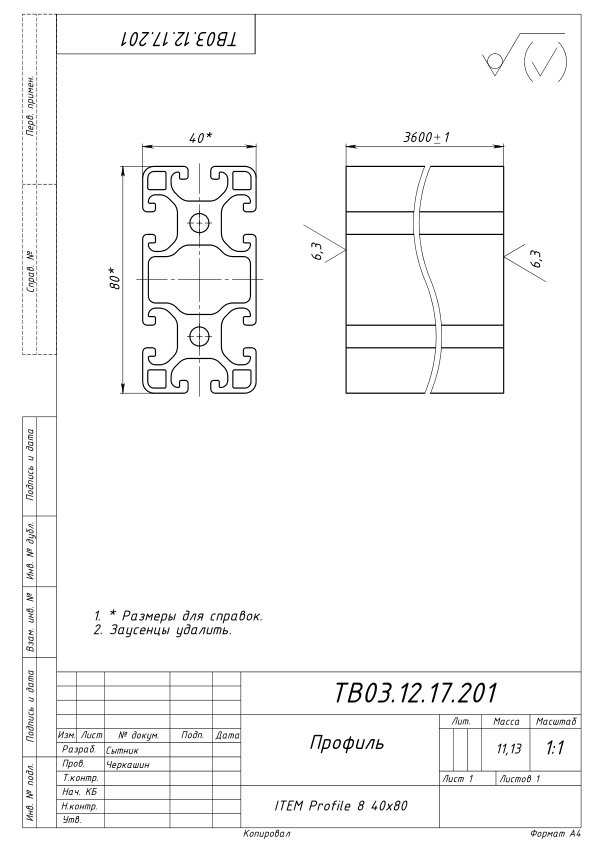 ТВ03.12.17.201
Перв. примен.
Справ. №
Подпись и дата
Инв. № дубл.
Взам. инв. №
Подпись и дата
Инв. № подл.
40*
80*
3600±1
6,3
6,3
1. * Размеры для справок.
2. Заусенцы удалить.
ТВ03.12.17.201
Изм. Лист № докум. Подп. Дата
Разраб. Сытник
Пров. Черкашин
Т.контр.
Нач. КБ
Н.контр.
Утв.
Профиль
Лит. Масса Масштаб
11,13 1:1
Лист 1 Листов 1
ITEM Profile 8 40x80
Копировал Формат А4